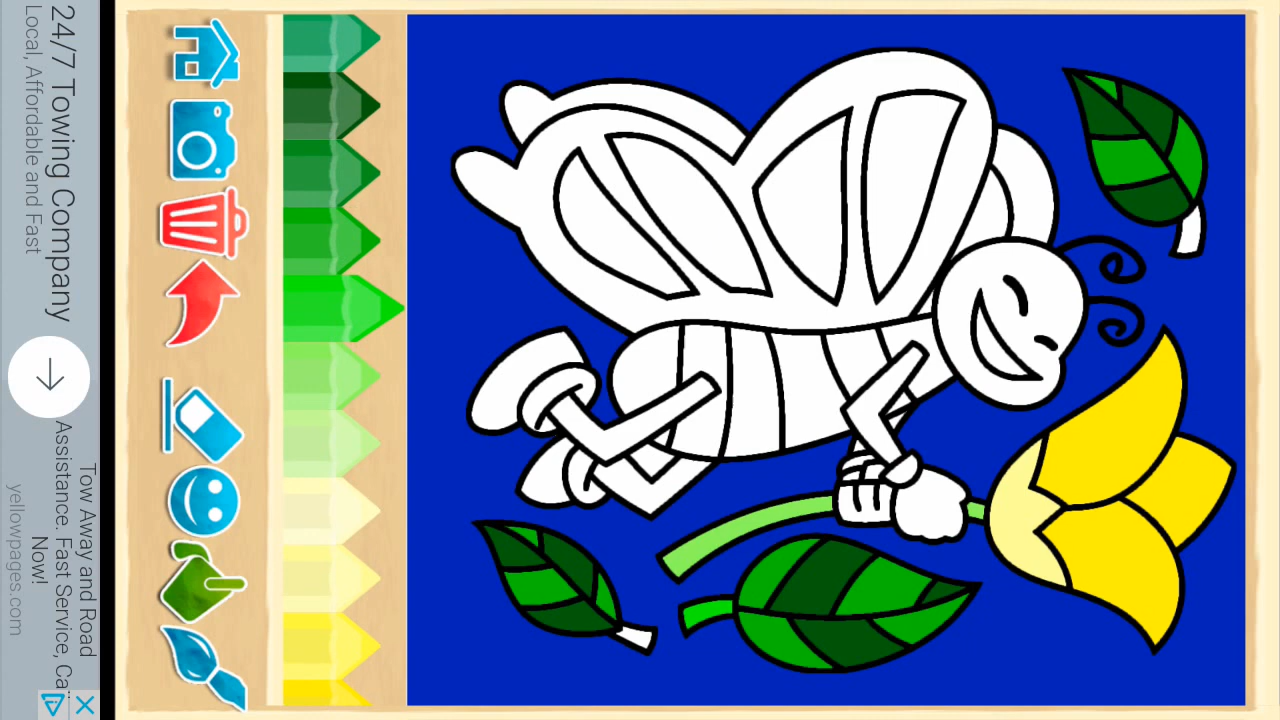 24/7 Towing Company
Local, Affordable and Fast
Tow Away and Road
Assistance. Fast Service, Ca...
Now!
yellowpages.com